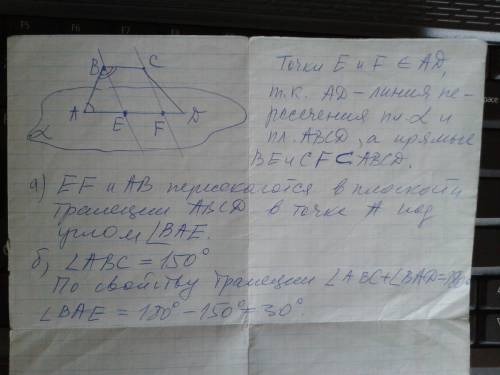 B C
A E F D
α
Точки E и F ∈ AD,
т.к. AD - линия пе-
ресечения пл. α и
пл. ABCD, а прямые
BE и CF ⊂ ABCD.
а) EF и AB пересекаются в плоскости
трапеции ABCD в точке A под
углом ∠BAE.
б) ∠ABC = 150°
По свойству трапеции ∠ABC+∠BAD=180°
∠BAE = 180° - 150° = 30°.